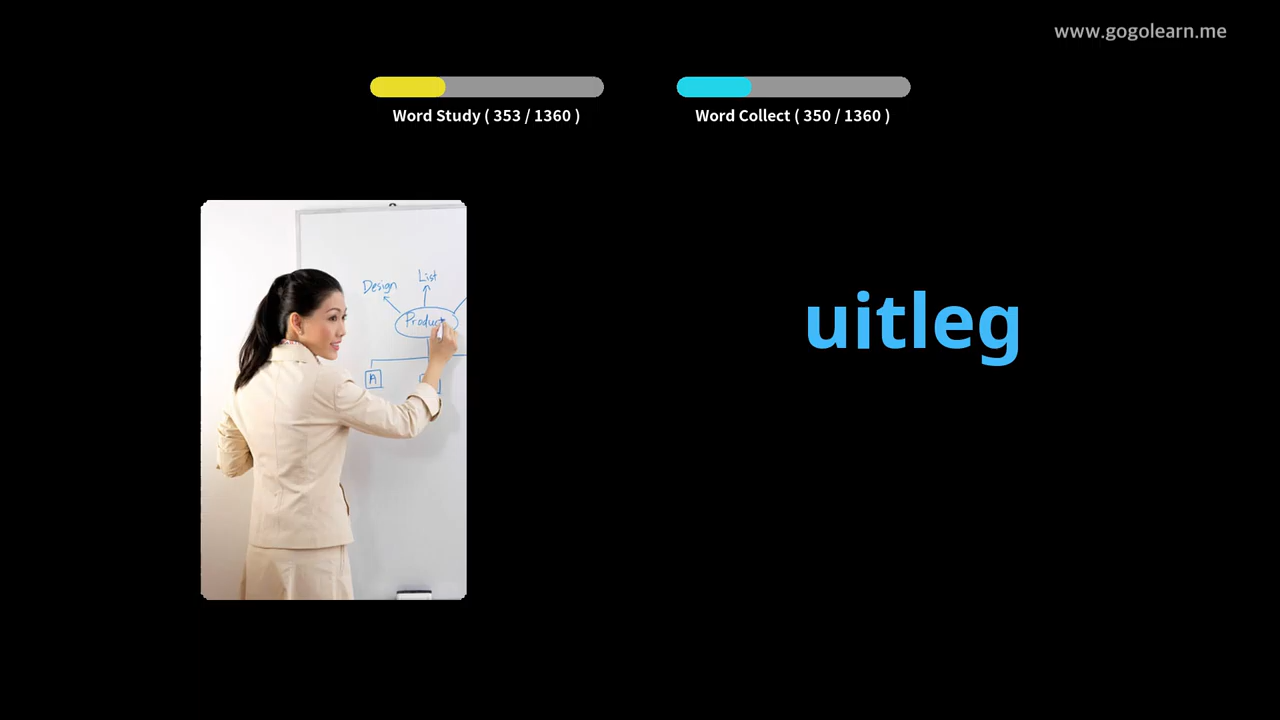 www.gogolearn.me
Word Study ( 353 / 1360 )
Word Collect ( 350 / 1360 )
List
Design
Product
A
uitleg